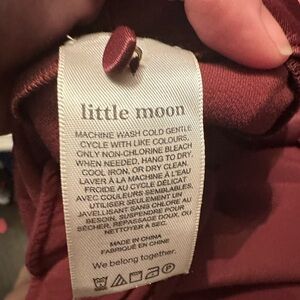 little moon
MACHINE WASH COLD GENTLE
CYCLE WITH LIKE COLOURS,
ONLY NON-CHLORINE BLEACH
WHEN NEEDED, HANG TO DRY,
COOL IRON, OR DRY CLEAN.
LAVER À LA MACHINE À L'EAU
FROIDE AU CYCLE DÉLICAT
AVEC COULEURS SEMBLABLES,
UTILISER SEULEMENT UN
JAVELLISANT SANS CHLORE AU
BESOIN, SUSPENDRE POUR
SÉCHER, REPASSAGE DOUX, OU
NETTOYER A SEC.
MADE IN CHINA
FABRIQUÉ EN CHINE
We belong together.